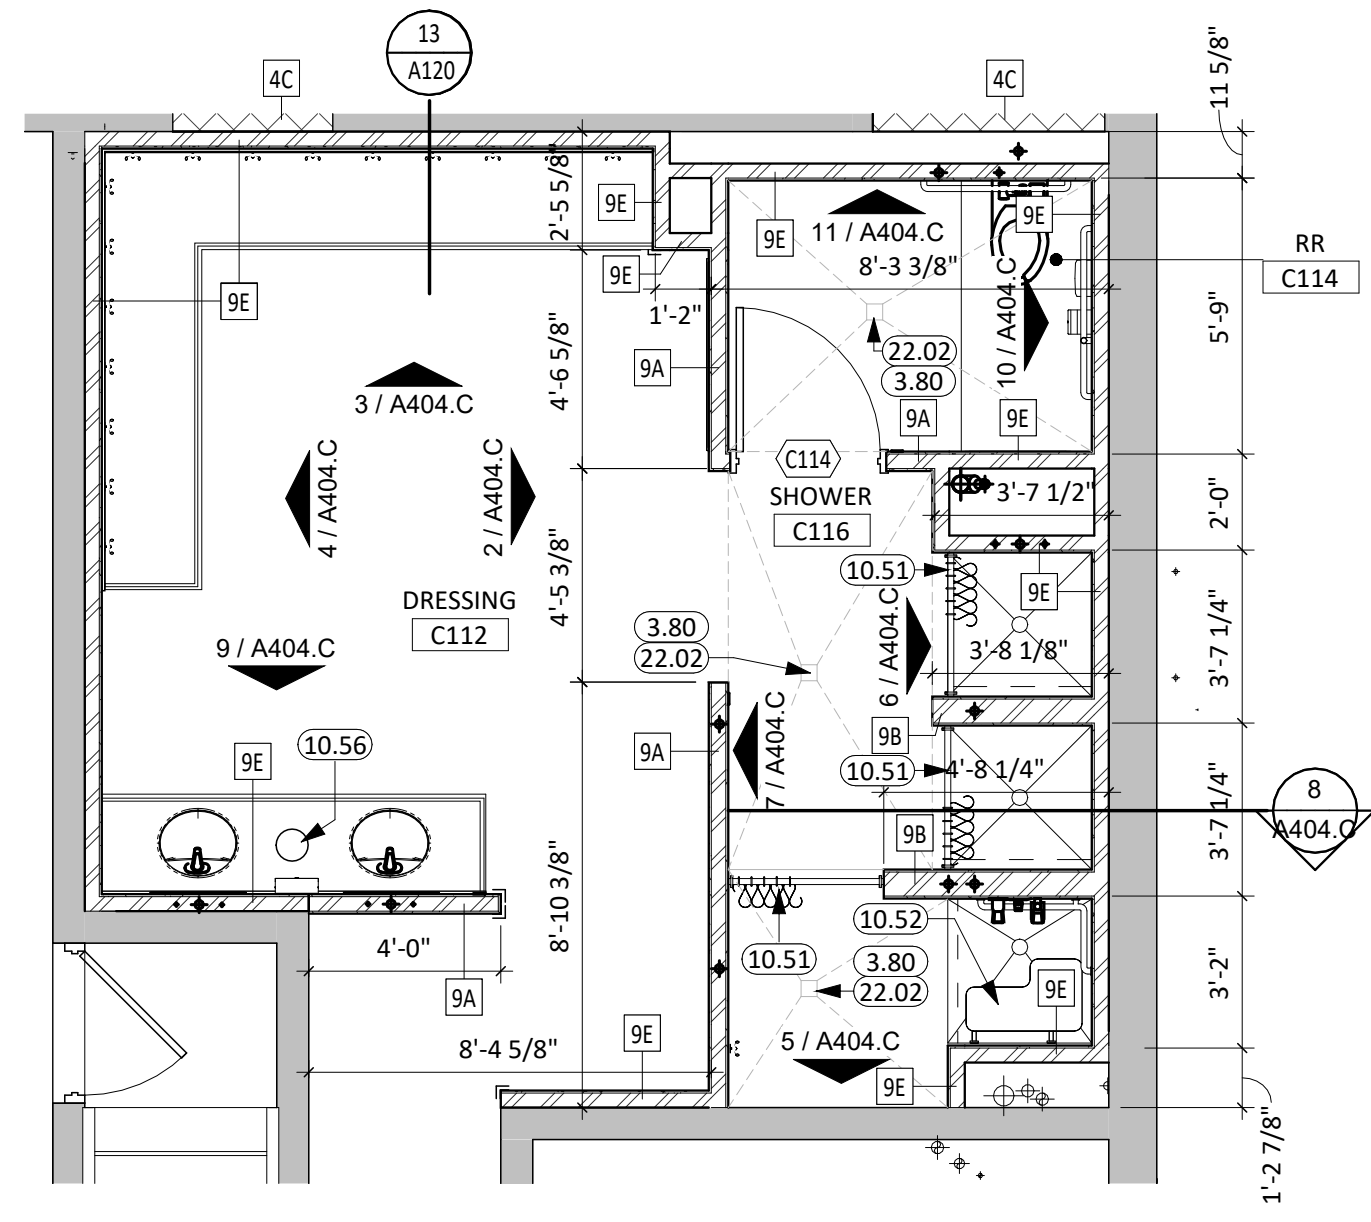 13
A120
4C
4C
11 5/8"
2'-5 5/8"
9E
9E
9E
11 / A404.C
8'-3 3/8"
RR
C114
9E
9E
1'-2"
10 / A404.C
5'-9"
4'-6 5/8"
9A
22.02
3.80
3 / A404.C
9A
9E
4 / A404.C
2 / A404.C
C114
SHOWER
C116
3'-7 1/2"
2'-0"
4'-5 3/8"
10.51
9E
DRESSING
C112
3.80
22.02
6 / A404.C
3'-8 1/8"
3'-7 1/4"
9 / A404.C
10.56
9E
9A
7 / A404.C
9B
10.51
4'-8 1/4"
8
A404.C
3'-7 1/4"
9B
8'-10 3/8"
4'-0"
10.52
10.51
3.80
22.02
9E
3'-2"
9A
8'-4 5/8"
9E
5 / A404.C
9E
1'-2 7/8"